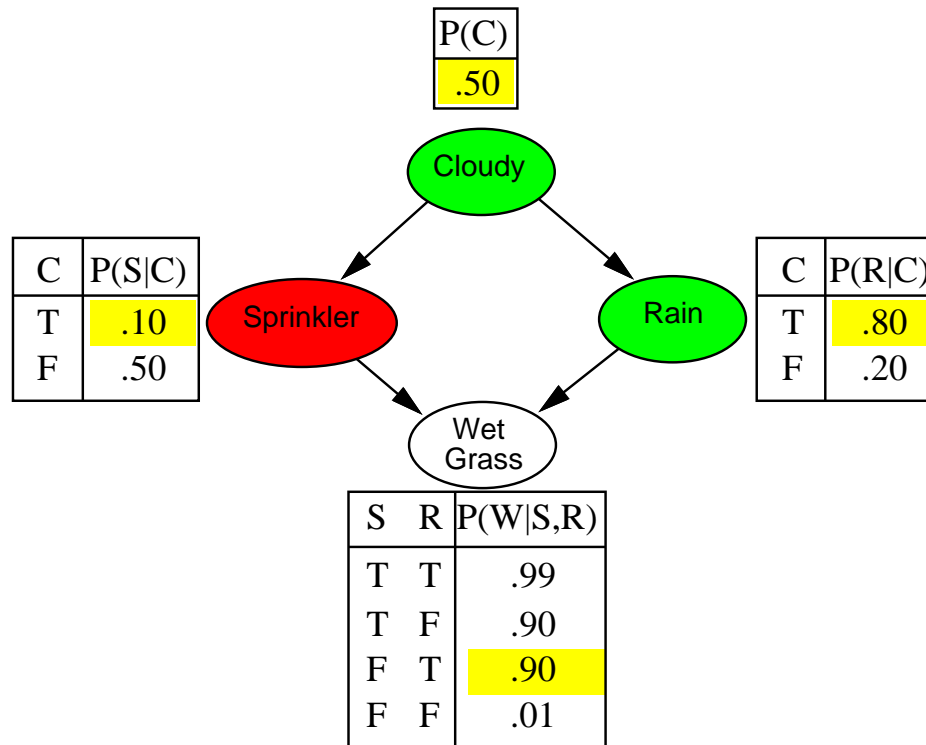 P(C)
.50
Cloudy
C P(S|C)
T .10
F .50
Sprinkler
Rain
C P(R|C)
T .80
F .20
Wet
Grass
S R P(W|S,R)
T T .99
T F .90
F T .90
F F .01